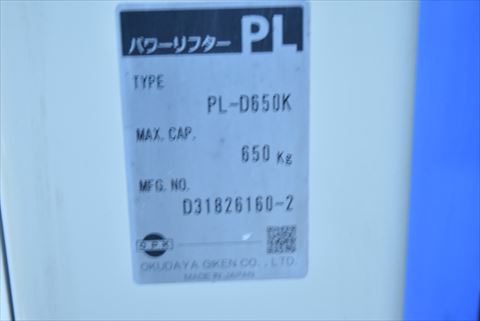 パワーリフター PL
TYPE
PL-D650K
MAX. CAP.
650 Kg
MFG. NO.
D31826160-2
O.P.K
OKUDAYA GIKEN CO., LTD.
MADE IN JAPAN